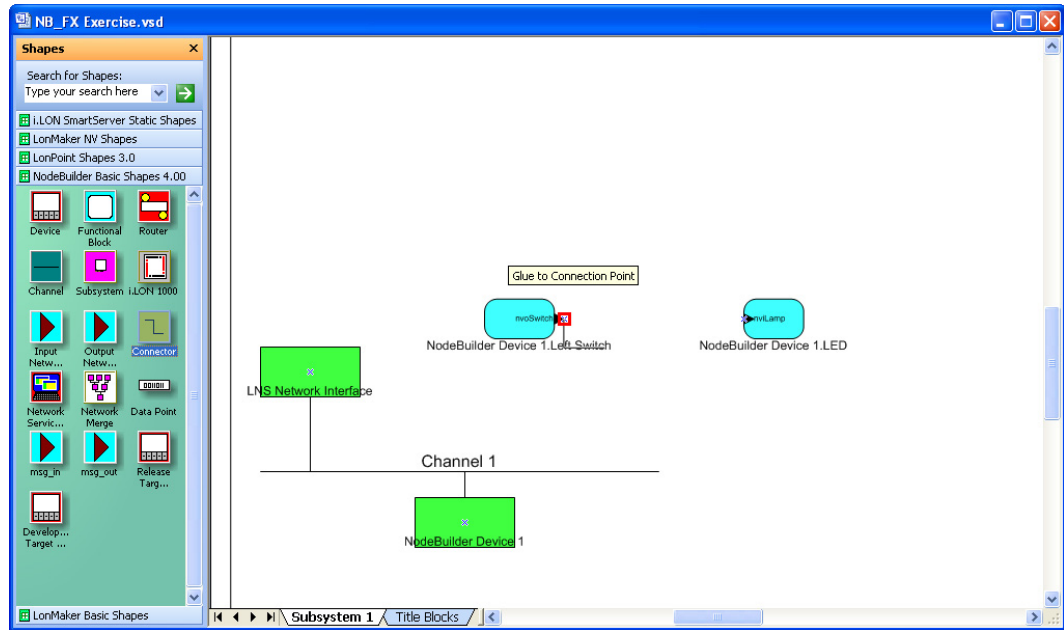 NB_FX Exercise.vsd
Shapes
Search for Shapes:
Type your search here
i.LON SmartServer Static Shapes
LonMaker NV Shapes
LonPoint Shapes 3.0
NodeBuilder Basic Shapes 4.00
Device
Functional
Block
Router
Channel
Subsystem
i.LON 1000
Input
Netw...
Output
Netw...
Connector
Network
Servic...
Network
Merge
Data Point
msg_in
msg_out
Release
Targ...
Develop...
Target ...
LonMaker Basic Shapes
Glue to Connection Point
nvoSwitch
NodeBuilder Device 1.Left Switch
nviLamp
NodeBuilder Device 1.LED
LNS Network Interface
Channel 1
NodeBuilder Device 1
Subsystem 1
Title Blocks